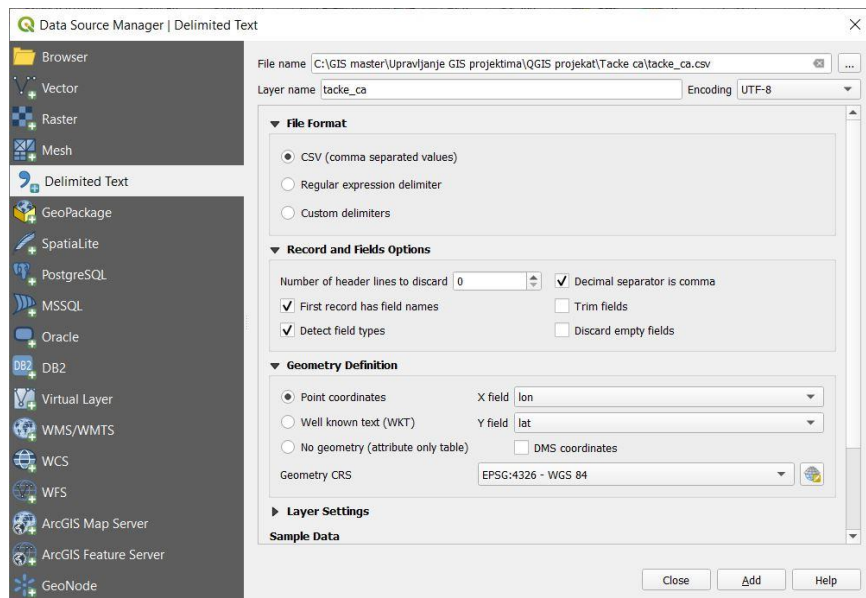 Data Source Manager | Delimited Text
Browser
Vector
Raster
Mesh
Delimited Text
GeoPackage
SpatiaLite
PostgreSQL
MSSQL
Oracle
DB2
DB2
Virtual Layer
WMS/WMTS
WCS
WFS
ArcGIS Map Server
ArcGIS Feature Server
GeoNode
File name C:\GIS master\Upravljanje GIS projektima\QGIS projekat\Tacke ca\tacke_ca.csv ...
Layer name tacke_ca Encoding UTF-8
File Format
CSV (comma separated values)
Regular expression delimiter
Custom delimiters
Record and Fields Options
Number of header lines to discard 0 Decimal separator is comma
First record has field names Trim fields
Detect field types Discard empty fields
Geometry Definition
Point coordinates X field lon
Well known text (WKT) Y field lat
No geometry (attribute only table) DMS coordinates
Geometry CRS EPSG:4326 - WGS 84
Layer Settings
Sample Data
Close Add Help